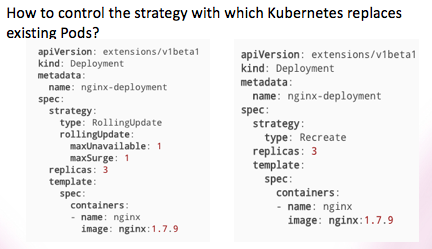 How to control the strategy with which Kubernetes replaces
existing Pods?
apiVersion: extensions/v1beta1
kind: Deployment
metadata:
  name: nginx-deployment
spec:
  strategy:
    type: RollingUpdate
    rollingUpdate:
      maxUnavailable: 1
      maxSurge: 1
  replicas: 3
  template:
    spec:
      containers:
      - name: nginx
        image: nginx:1.7.9
apiVersion: extensions/v1beta1
kind: Deployment
metadata:
  name: nginx-deployment
spec:
  strategy:
    type: Recreate
  replicas: 3
  template:
    spec:
      containers:
      - name: nginx
        image: nginx:1.7.9